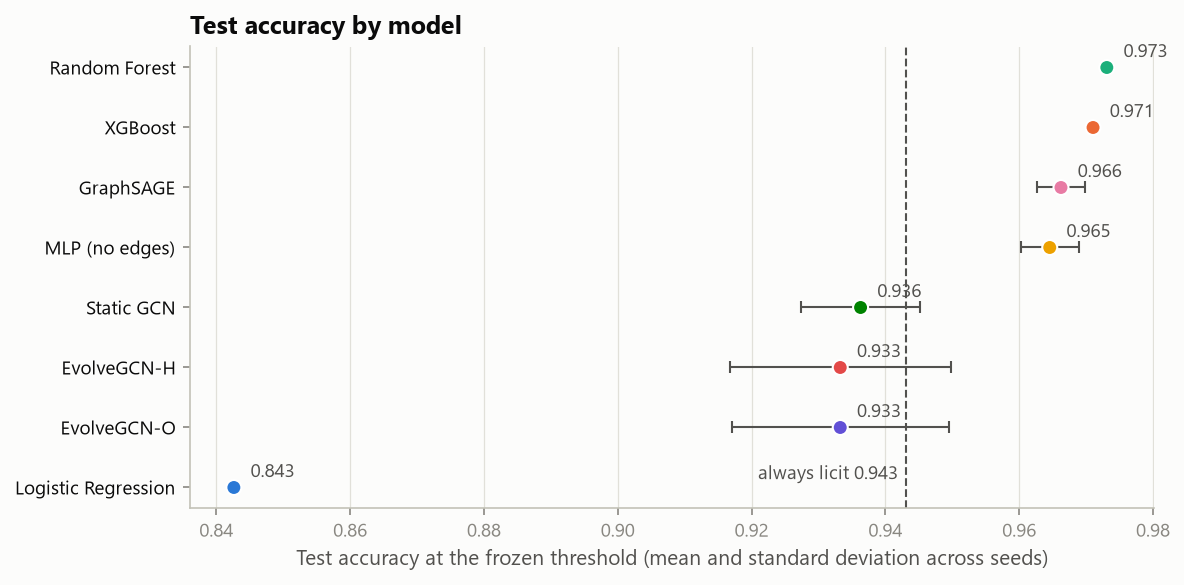 Test accuracy by model
Random Forest
0.973
XGBoost
0.971
GraphSAGE
0.966
MLP (no edges)
0.965
Static GCN
0.936
EvolveGCN-H
0.933
EvolveGCN-O
0.933
Logistic Regression
0.843
always licit 0.943
0.84 0.86 0.88 0.90 0.92 0.94 0.96 0.98
Test accuracy at the frozen threshold (mean and standard deviation across seeds)